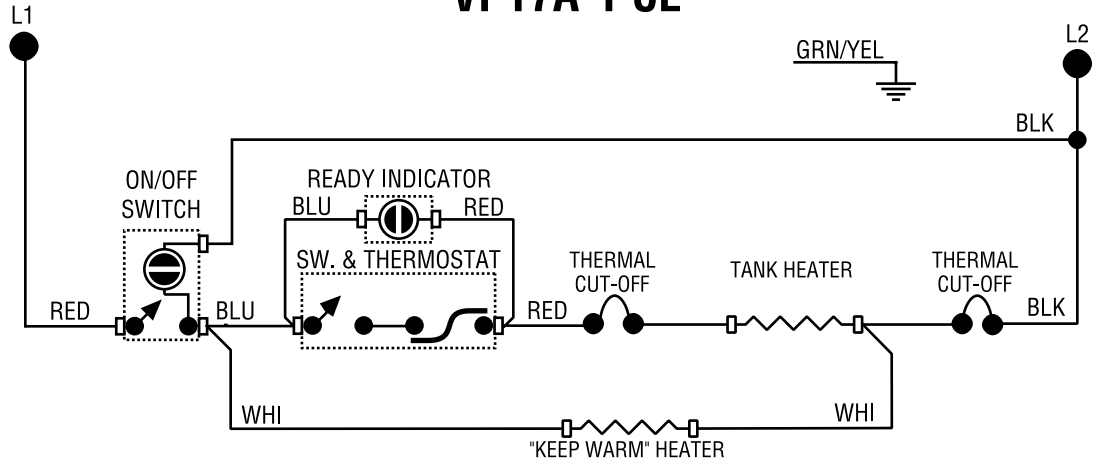 L1
L2
GRN/YEL
BLK
ON/OFF
SWITCH
READY INDICATOR
BLU
RED
SW. & THERMOSTAT
THERMAL
CUT-OFF
TANK HEATER
THERMAL
CUT-OFF
RED
BLU
RED
BLK
WHI
WHI
"KEEP WARM" HEATER